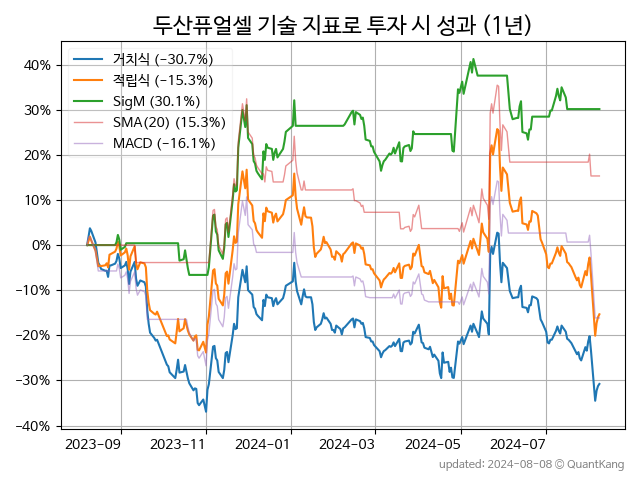 두산퓨얼셀 기술 지표로 투자 시 성과 (1년)
거치식 (−30.7%)
적립식 (−15.3%)
SigM (30.1%)
SMA(20) (15.3%)
MACD (−16.1%)
40%
30%
20%
10%
0%
−10%
−20%
−30%
−40%
2023-09 2023-11 2024-01 2024-03 2024-05 2024-07
updated: 2024-08-08 © QuantKang